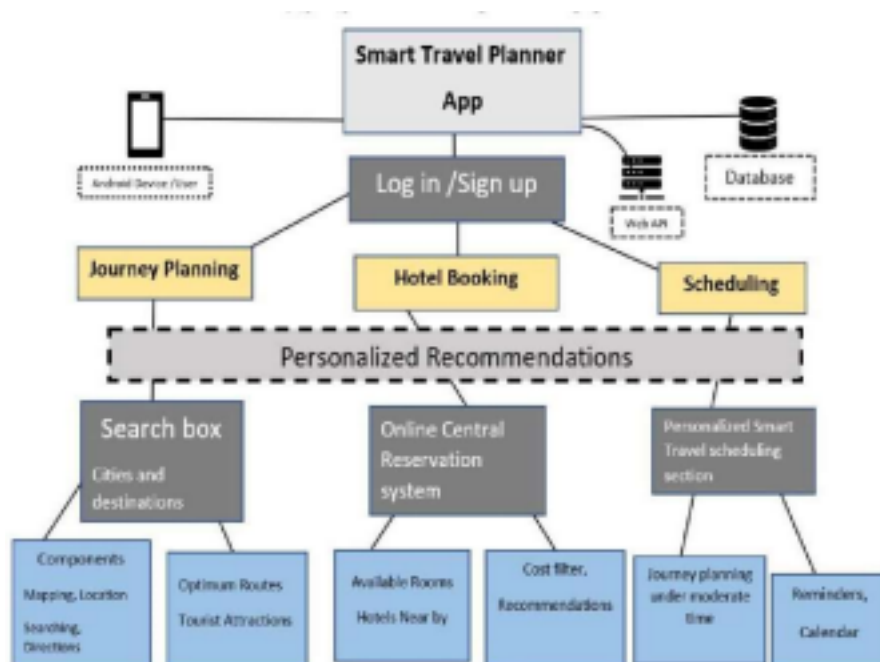 Smart Travel Planner
App
Android Device /User
Log in /Sign up
Web API
Database
Journey Planning
Hotel Booking
Scheduling
Personalized Recommendations
Search box
Cities and
destinations
Online Central
Reservation
system
Personalized Smart
Travel scheduling
section
Components
Mapping, Location
Searching,
Directions
Optimum Routes
Tourist Attractions
Available Rooms
Hotels Near by
Cost filter,
Recommendations
Journey planning
under moderate
time
Reminders,
Calendar